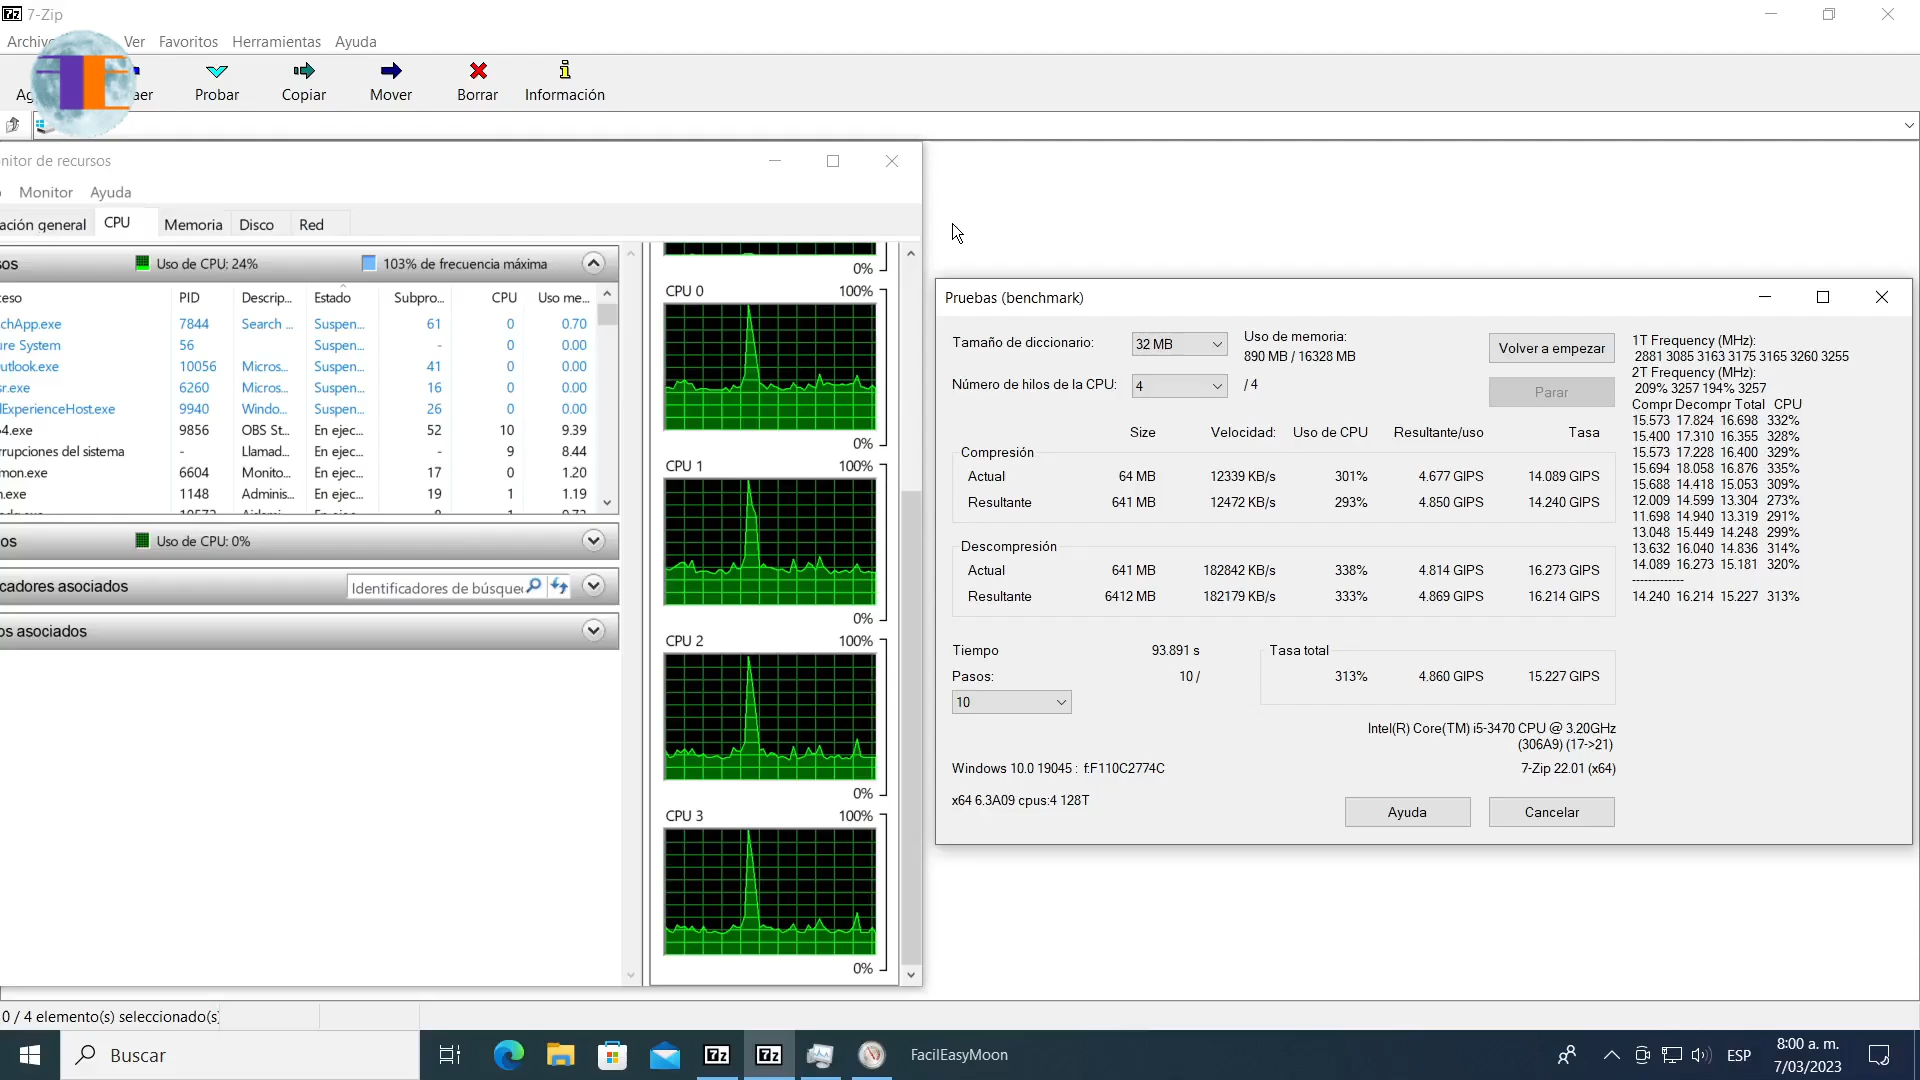 7-Zip
Archivo Ver Favoritos Herramientas Ayuda
Probar Copiar Mover Borrar Información
nitor de recursos
Monitor Ayuda
ación general CPU Memoria Disco Red
sos Uso de CPU: 24% 103% de frecuencia máxima
eso PID Descrip... Estado Subpro... CPU Uso me...
chApp.exe 7844 Search ... Suspen... 61 0 0.70
ure System 56 Suspen... - 0 0.00
utlook.exe 10056 Micros... Suspen... 41 0 0.00
sr.exe 6260 Micros... Suspen... 16 0 0.00
lExperienceHost.exe 9940 Windo... Suspen... 26 0 0.00
4.exe 9856 OBS St... En ejec... 52 10 9.39
rrupciones del sistema - Llamad... En ejec... - 9 8.44
mon.exe 6604 Monito... En ejec... 17 0 1.20
n.exe 1148 Adminis... En ejec... 19 1 1.19
os Uso de CPU: 0%
cadores asociados Identificadores de búsque
os asociados
0%
CPU 0 100%
0%
CPU 1 100%
0%
CPU 2 100%
0%
CPU 3 100%
0%
Pruebas (benchmark)
Tamaño de diccionario: 32 MB Uso de memoria:
890 MB / 16328 MB
Volver a empezar
Número de hilos de la CPU: 4 / 4
Parar
Size Velocidad: Uso de CPU Resultante/uso Tasa
Compresión
Actual 64 MB 12339 KB/s 301% 4.677 GIPS 14.089 GIPS
Resultante 641 MB 12472 KB/s 293% 4.850 GIPS 14.240 GIPS
Descompresión
Actual 641 MB 182842 KB/s 338% 4.814 GIPS 16.273 GIPS
Resultante 6412 MB 182179 KB/s 333% 4.869 GIPS 16.214 GIPS
Tiempo 93.891 s Tasa total
Pasos: 10 / 313% 4.860 GIPS 15.227 GIPS
10
Intel(R) Core(TM) i5-3470 CPU @ 3.20GHz
(306A9) (17->21)
Windows 10.0 19045 : f:F110C2774C 7-Zip 22.01 (x64)
x64 6.3A09 cpus:4 128T
Ayuda Cancelar
1T Frequency (MHz):
2881 3085 3163 3175 3165 3260 3255
2T Frequency (MHz):
209% 3257 194% 3257
Compr Decompr Total CPU
15.573 17.824 16.698 332%
15.400 17.310 16.355 328%
15.573 17.228 16.400 329%
15.694 18.058 16.876 335%
15.688 14.418 15.053 309%
12.009 14.599 13.304 273%
11.698 14.940 13.319 291%
13.048 15.449 14.248 299%
13.632 16.040 14.836 314%
14.089 16.273 15.181 320%
-------------
14.240 16.214 15.227 313%
0 / 4 elemento(s) seleccionado(s)
Buscar FacilEasyMoon ESP 8:00 a. m.
7/03/2023